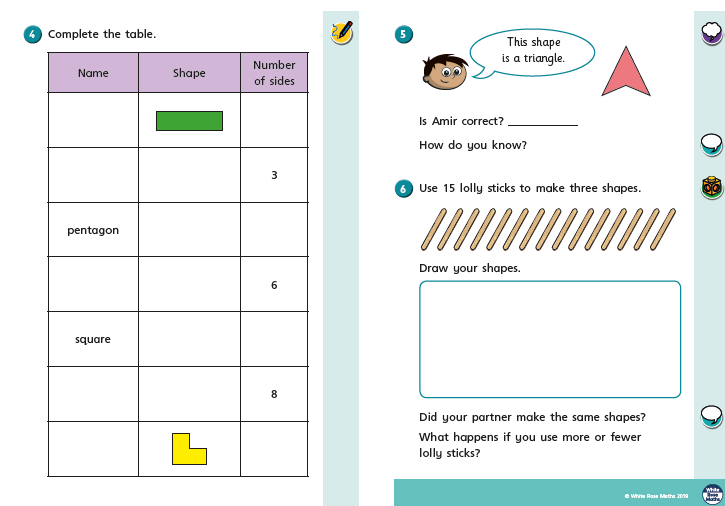 4 Complete the table.
Name Shape Number
of sides
3
pentagon
6
square
8
5
This shape
is a triangle.
Is Amir correct? ____________
How do you know?
6 Use 15 lolly sticks to make three shapes.
Draw your shapes.
Did your partner make the same shapes?
What happens if you use more or fewer
lolly sticks?
© White Rose Maths 2019
White
Rose
Maths